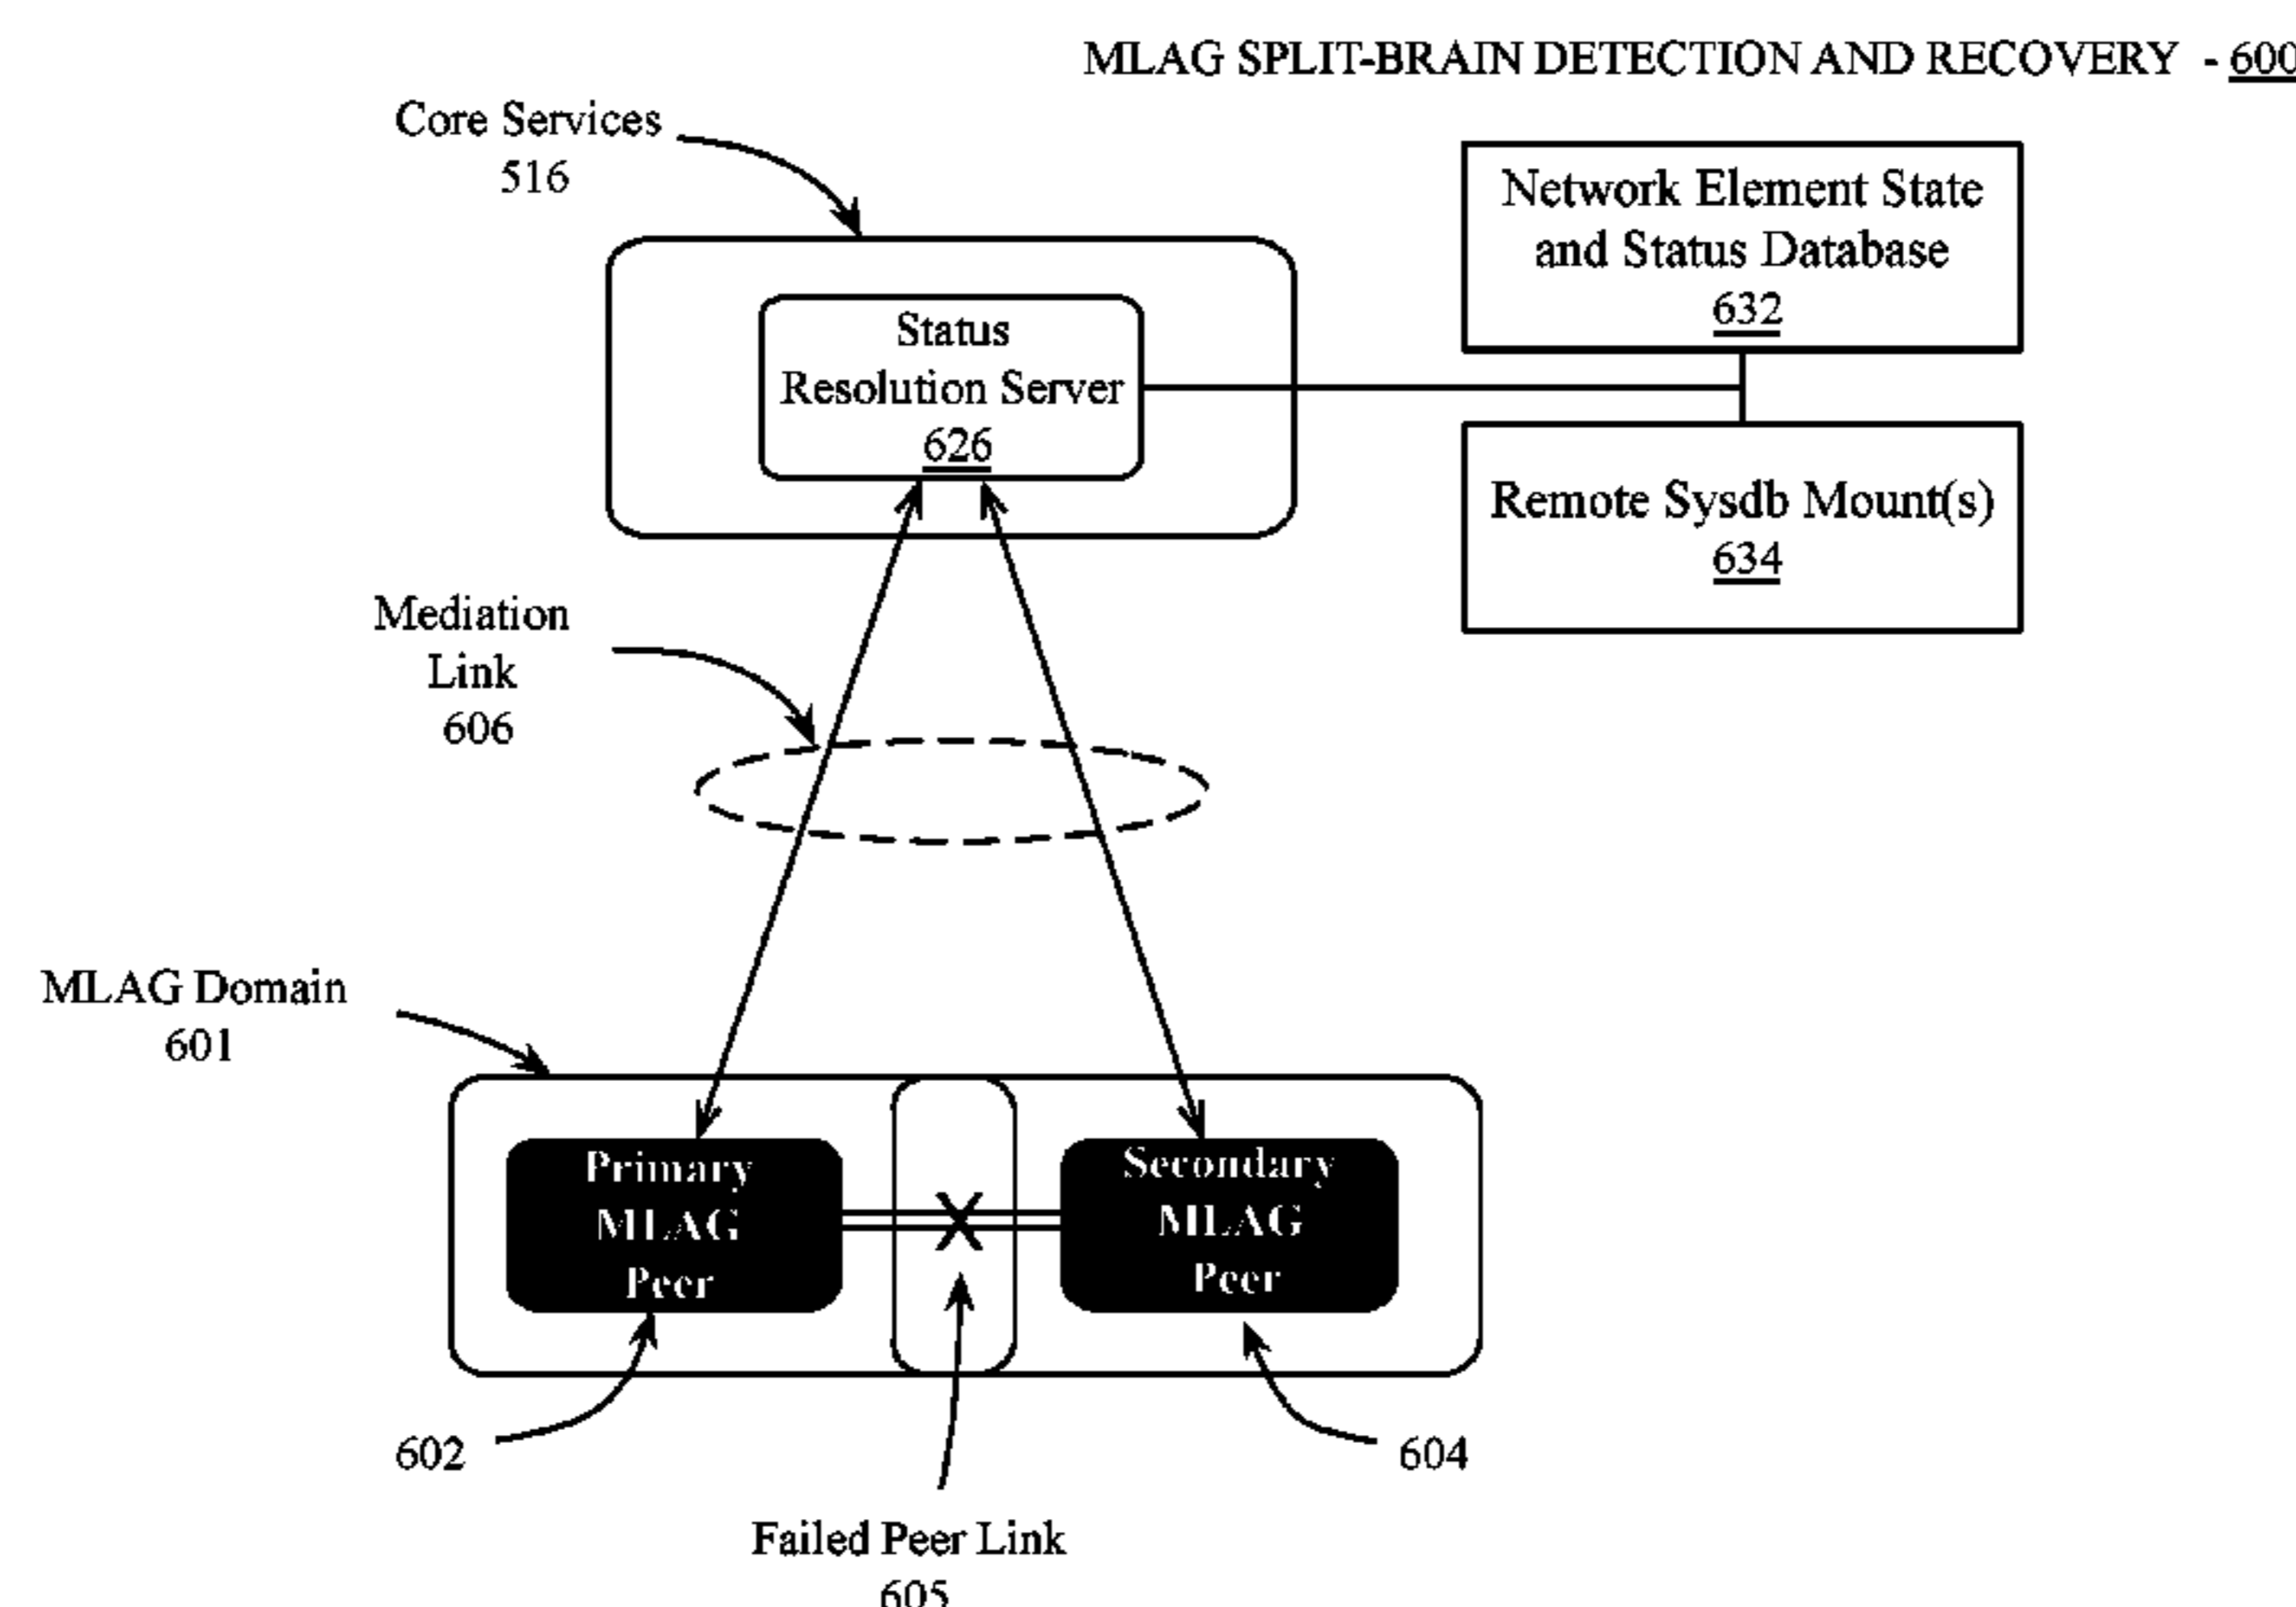 MLAG SPLIT-BRAIN DETECTION AND RECOVERY - 600
Core Services
516
Network Element State
and Status Database
632
Status
Resolution Server
626
Remote Sysdb Mount(s)
634
Mediation
Link
606
MLAG Domain
601
Primary
MLAG
Peer
Secondary
MLAG
Peer
602
604
Failed Peer Link
605